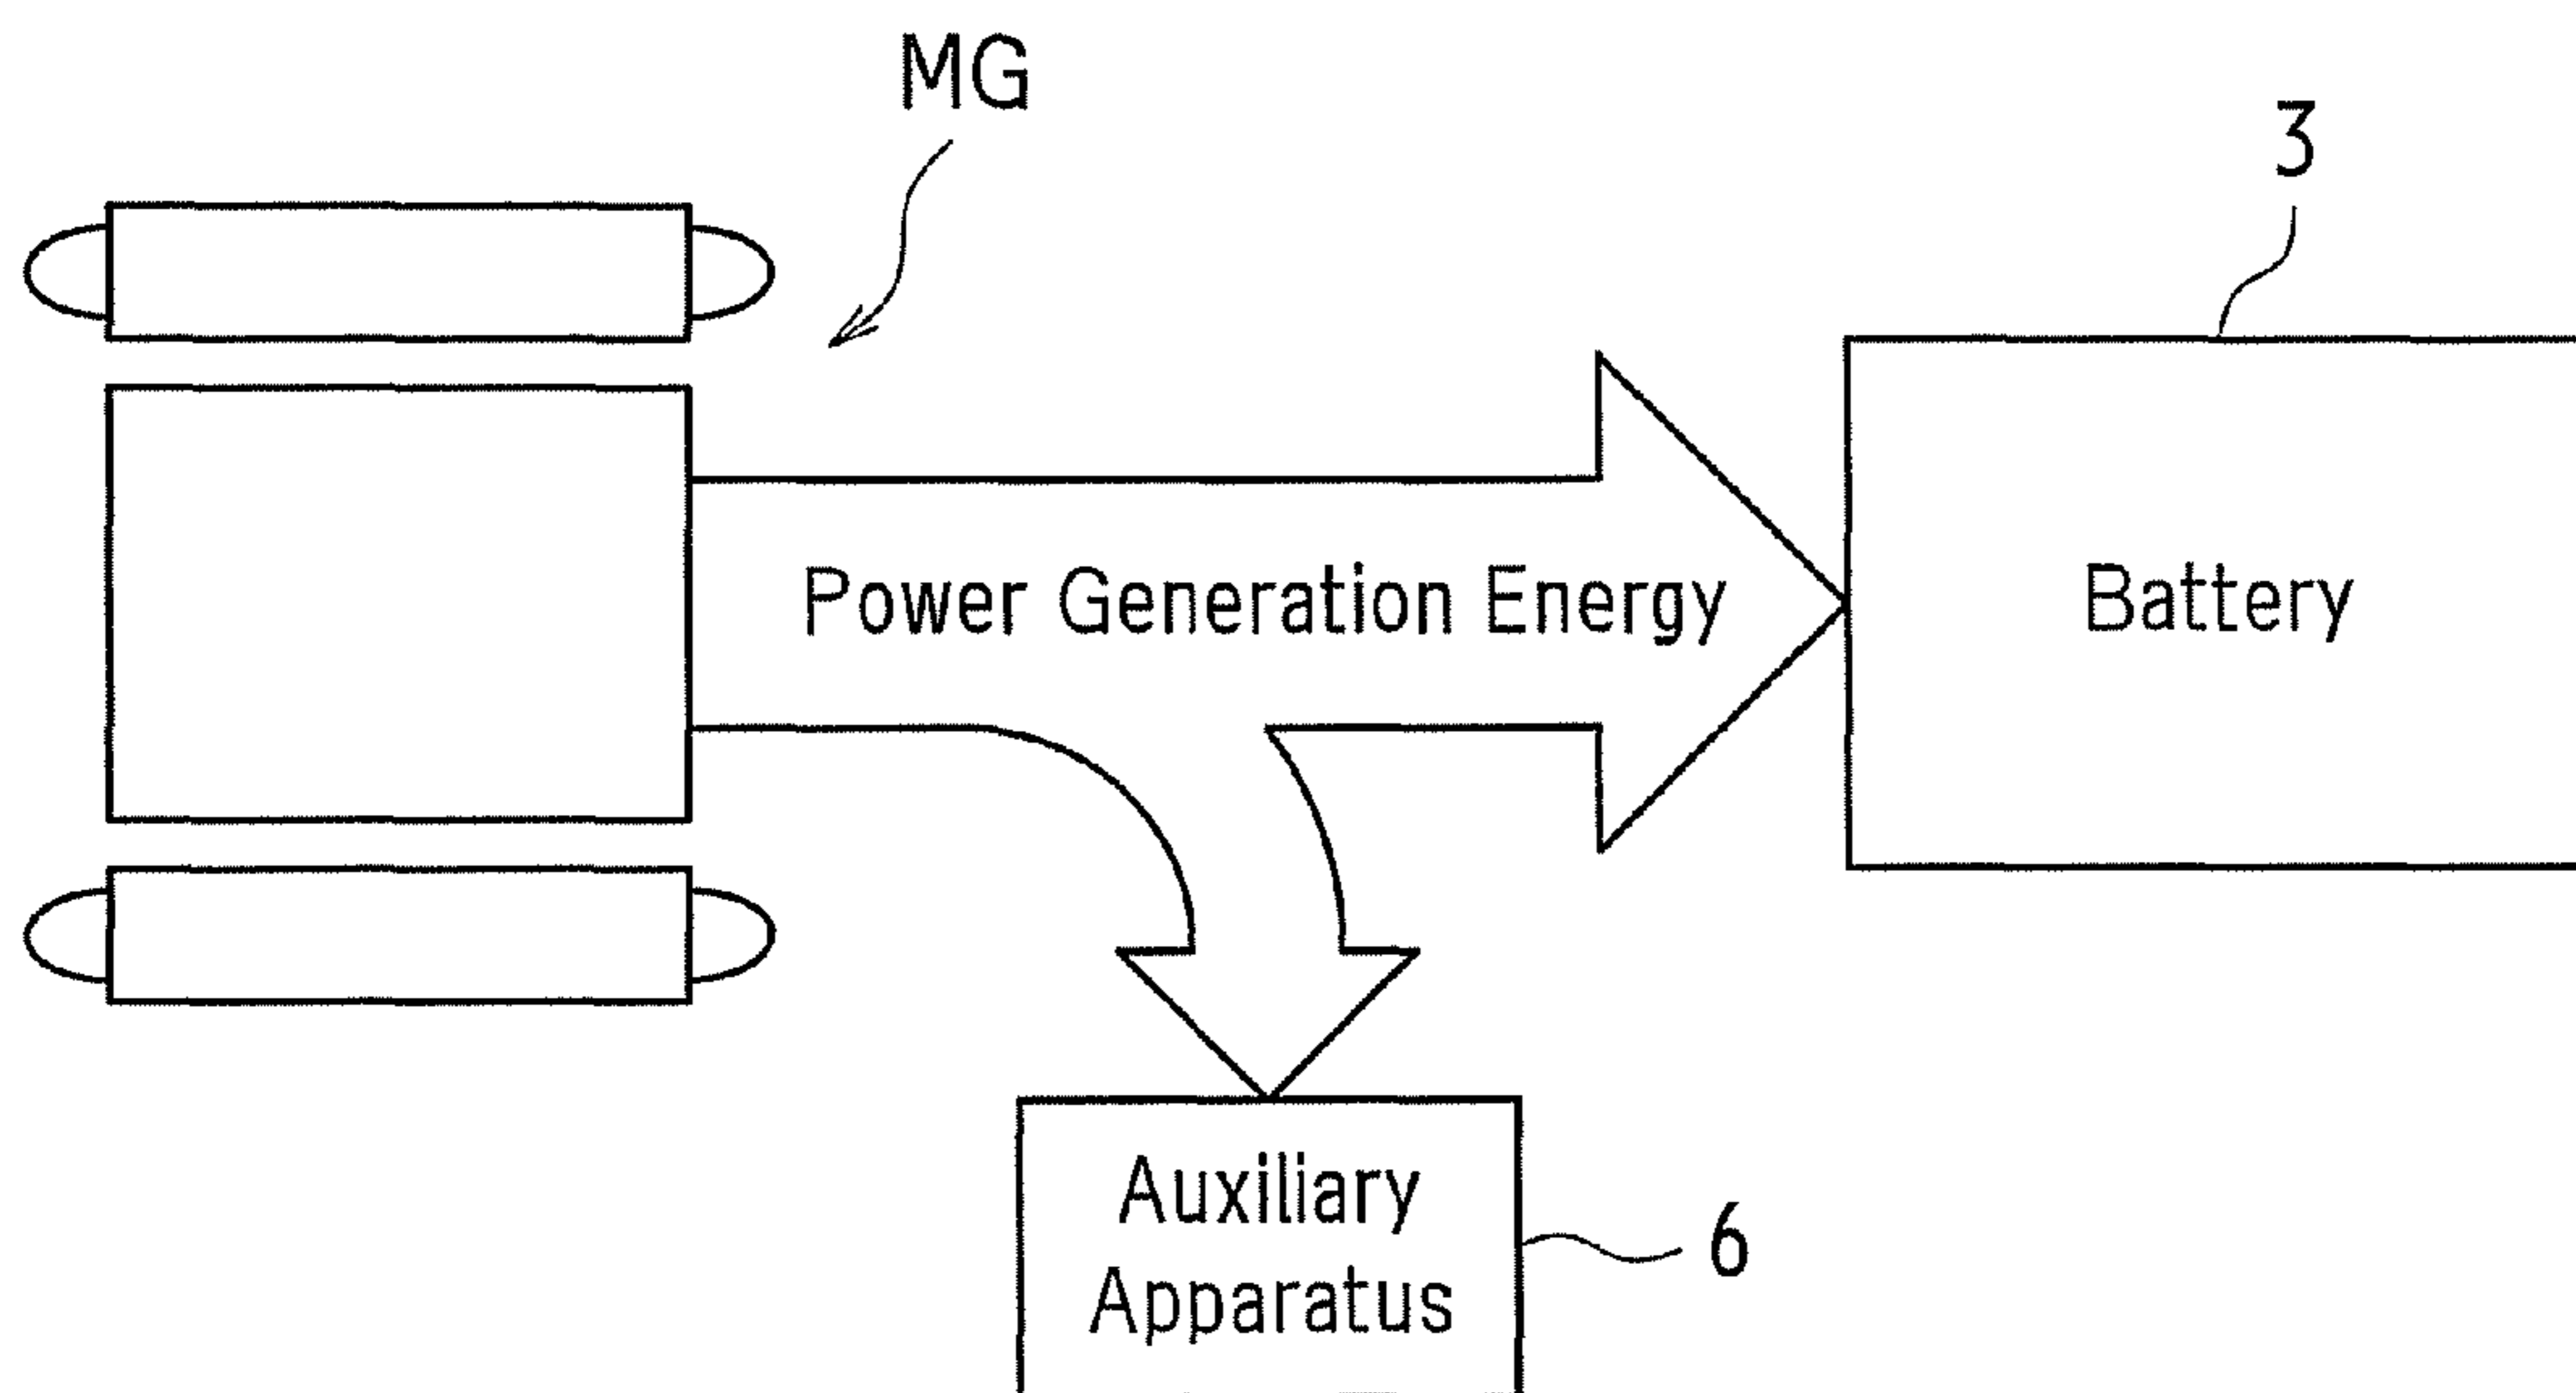 MG
3
Power Generation Energy
Battery
Auxiliary
Apparatus
6